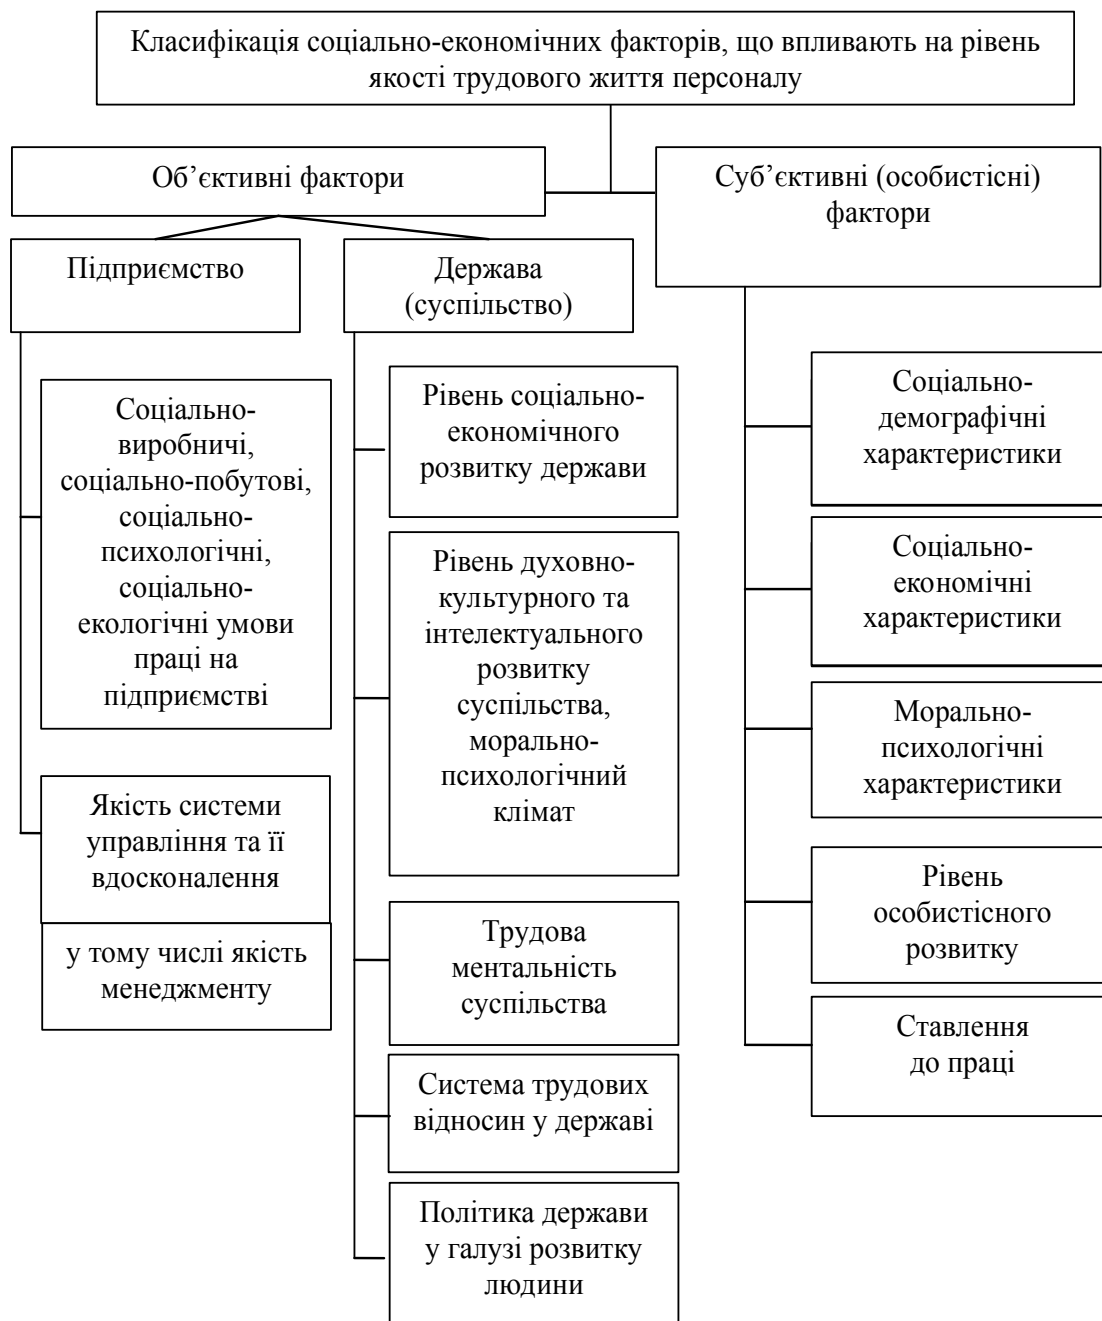 Класифікація соціально-економічних факторів, що впливають на рівень
якості трудового життя персоналу
Об’єктивні фактори
Суб’єктивні (особистісні)
фактори
Підприємство
Держава
(суспільство)
Соціально-
виробничі,
соціально-побутові,
соціально-
психологічні,
соціально-
екологічні умови
праці на
підприємстві
Якість системи
управління та її
вдосконалення
у тому числі якість
менеджменту
Рівень соціально-
економічного
розвитку держави
Рівень духовно-
культурного та
інтелектуального
розвитку
суспільства,
морально-
психологічний
клімат
Трудова
ментальність
суспільства
Система трудових
відносин у державі
Політика держави
у галузі розвитку
людини
Соціально-
демографічні
характеристики
Соціально-
економічні
характеристики
Морально-
психологічні
характеристики
Рівень
особистісного
розвитку
Ставлення
до праці